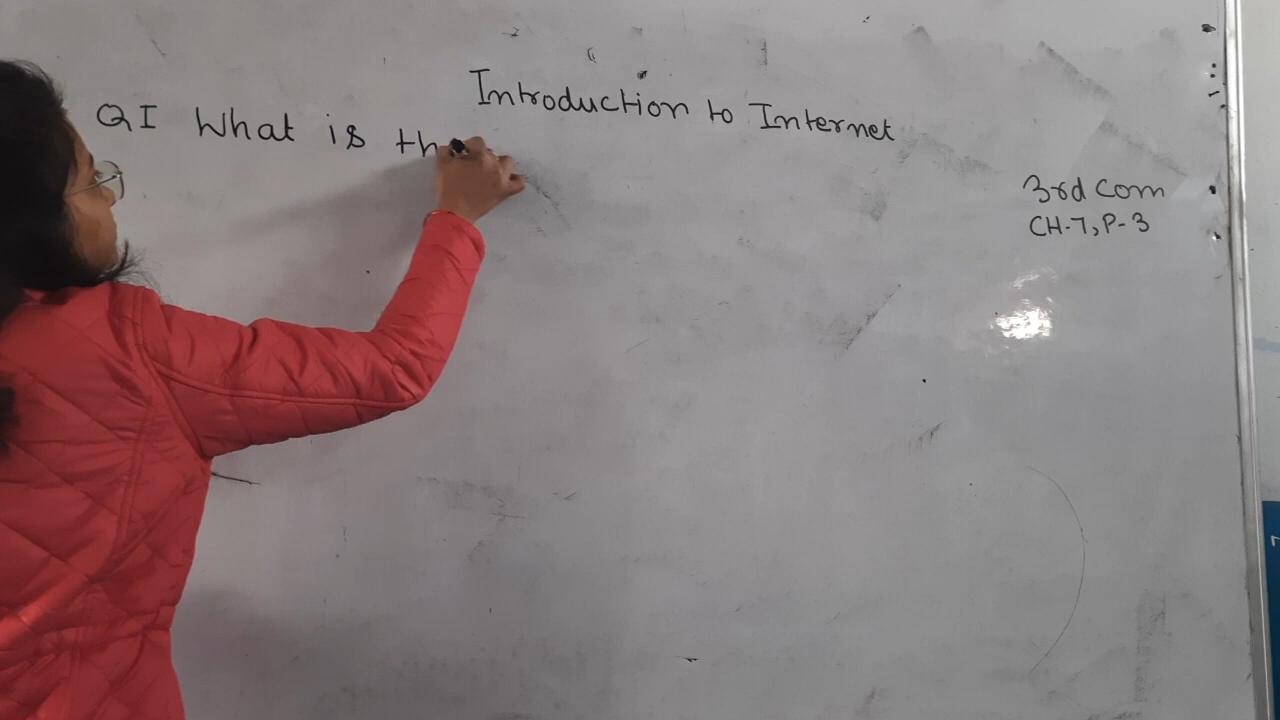 Introduction to Internet
QI What is th
3rd Com
CH-7, P-3